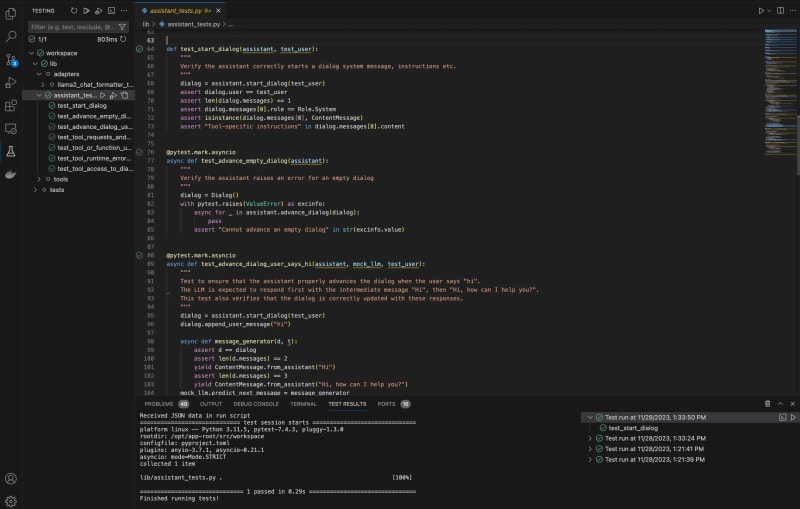 TESTING
Filter (e.g. text, !exclude, @...
1/1
803ms
workspace
lib
adapters
llama2_chat_formatter_t...
assistant_tes...
test_start_dialog
test_advance_empty_di...
test_advance_dialog_us...
test_tool_requests_and...
test_tool_or_function_u...
test_tool_runtime_error...
test_tool_access_to_dia...
tools
tests
assistant_tests.py 9+
lib > assistant_tests.py > ...
62
63
64 def test_start_dialog(assistant, test_user):
65 """
66 Verify the assistant correctly starts a dialog system message, instructions etc.
67 """
68 dialog = assistant.start_dialog(test_user)
69 assert dialog.user == test_user
70 assert len(dialog.messages) == 1
71 assert dialog.messages[0].role == Role.System
72 assert isinstance(dialog.messages[0], ContentMessage)
73 assert "Tool-specific instructions" in dialog.messages[0].content
74
75
76 @pytest.mark.asyncio
77 async def test_advance_empty_dialog(assistant):
78 """
79 Verify the assistant raises an error for an empty dialog
80 """
81 dialog = Dialog()
82 with pytest.raises(ValueError) as excinfo:
83 async for _ in assistant.advance_dialog(dialog):
84 pass
85 assert "Cannot advance an empty dialog" in str(excinfo.value)
86
87
88 @pytest.mark.asyncio
89 async def test_advance_dialog_user_says_hi(assistant, mock_llm, test_user):
90 """
91 Test to ensure that the assistant properly advances the dialog when the user says "hi".
92 The LLM is expected to respond first with the intermediate message "Hi", then "Hi, how can I help you?".
93 This test also verifies that the dialog is correctly updated with these responses.
94 """
95 dialog = assistant.start_dialog(test_user)
96 dialog.append_user_message("hi")
97
98 async def message_generator(d, t):
99 assert d == dialog
100 assert len(d.messages) == 2
101 yield ContentMessage.from_assistant("Hi")
102 assert len(d.messages) == 3
103 yield ContentMessage.from_assistant("Hi, how can I help you?")
104 mock_llm.predict_next_message = message_generator
PROBLEMS 49 OUTPUT DEBUG CONSOLE TERMINAL TEST RESULTS PORTS 16
Received JSON data in run script
============================= test session starts ==============================
platform linux -- Python 3.11.5, pytest-7.4.3, pluggy-1.3.0
rootdir: /opt/app-root/src/workspace
configfile: pyproject.toml
plugins: anyio-3.7.1, asyncio-0.21.1
asyncio: mode=Mode.STRICT
collected 1 item
lib/assistant_tests.py . [100%]
============================== 1 passed in 0.29s ===============================
Finished running tests!
Test run at 11/28/2023, 1:33:50 PM
test_start_dialog
Test run at 11/28/2023, 1:33:24 PM
Test run at 11/28/2023, 1:21:41 PM
Test run at 11/28/2023, 1:21:39 PM